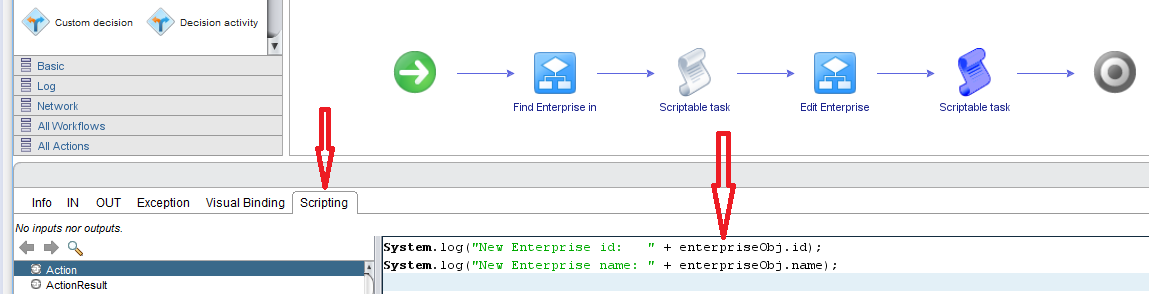 Custom decision
Decision activity
Basic
Log
Network
All Workflows
All Actions
Find Enterprise in
Scriptable task
Edit Enterprise
Scriptable task
Info IN OUT Exception Visual Binding Scripting
No inputs nor outputs.
Action
ActionResult
System.log("New Enterprise id:   " + enterpriseObj.id);
System.log("New Enterprise name: " + enterpriseObj.name);